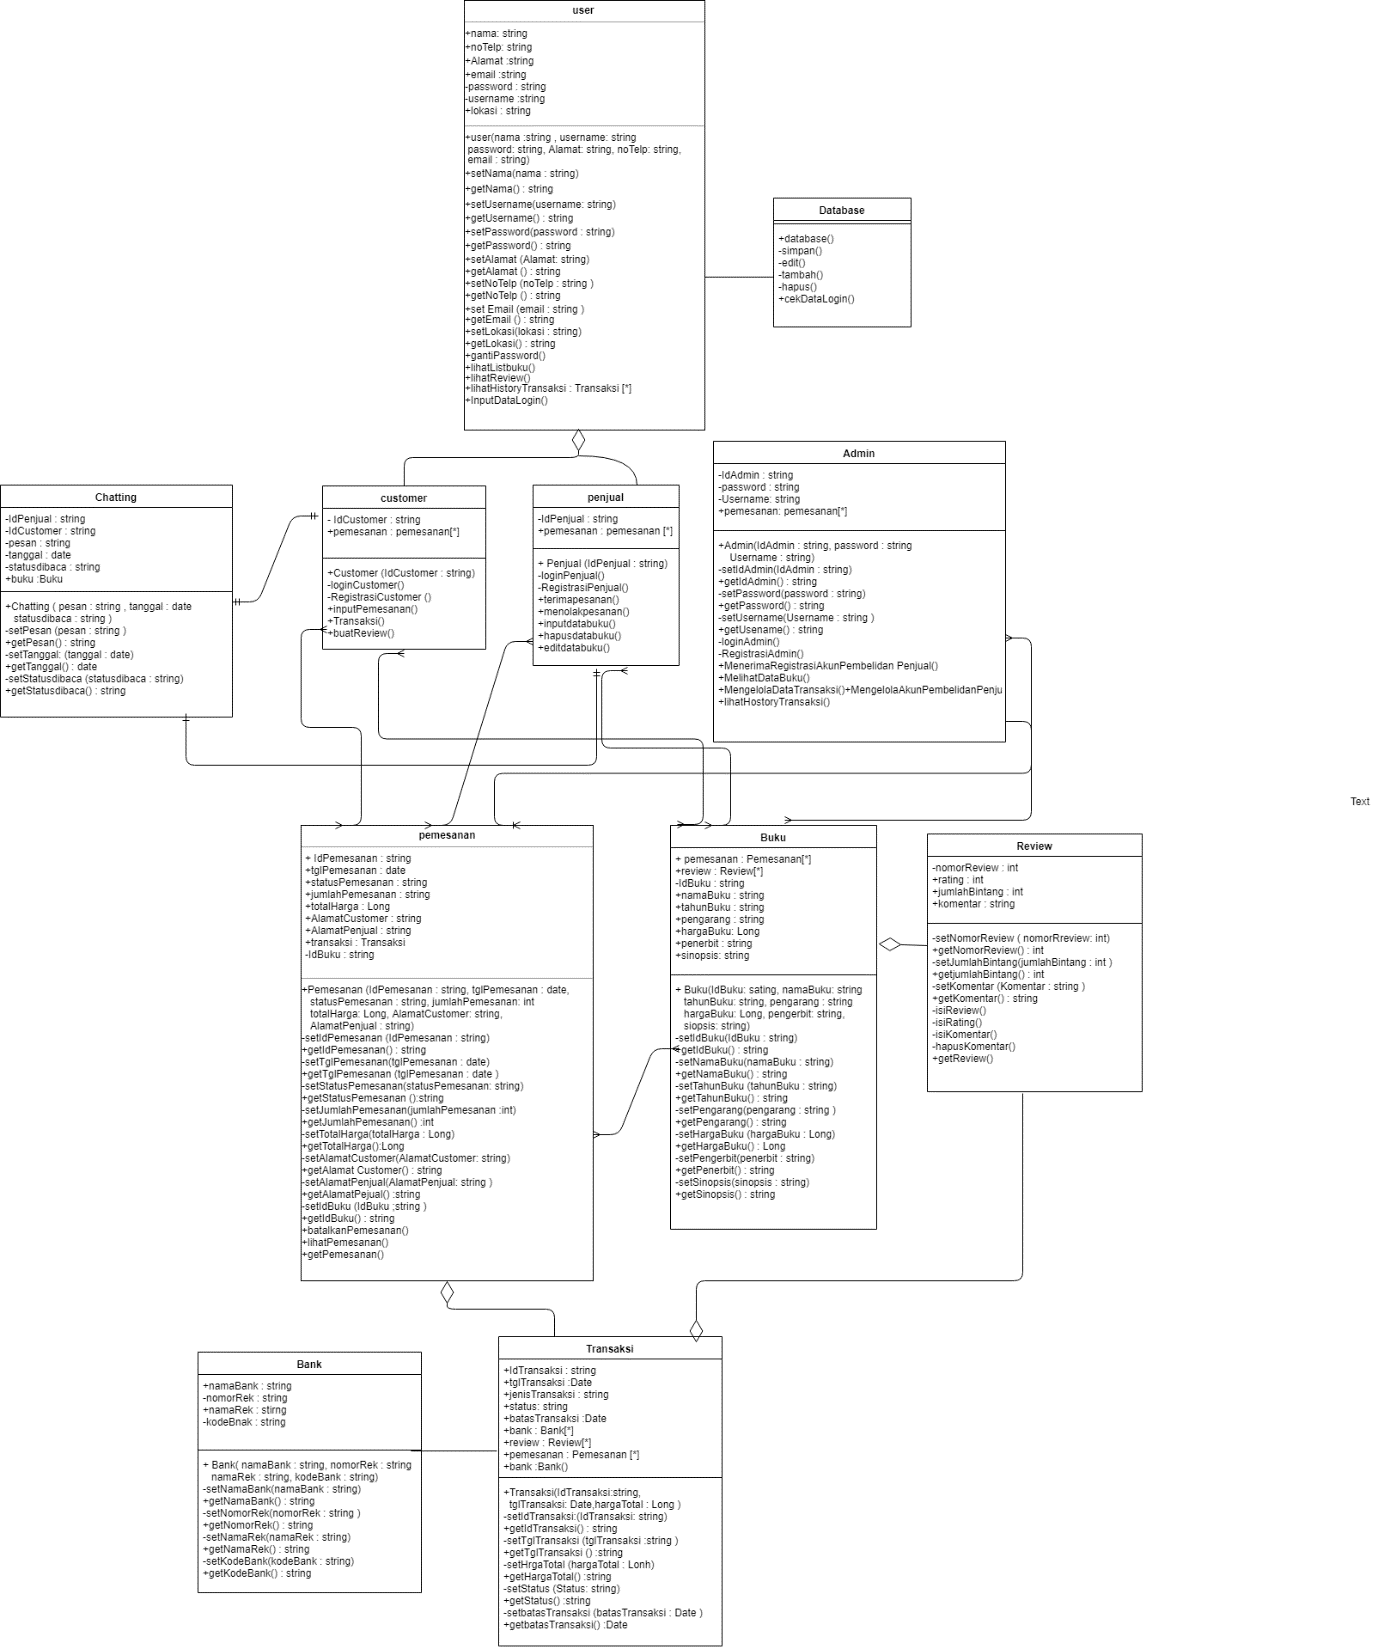 user
+nama: string
+noTelp: string
+Alamat :string
+email :string
-password : string
-username :string
+lokasi : string
+user(nama :string , username: string
password: string, Alamat: string, noTelp: string,
email : string)
+setNama(nama : string)
+getNama() : string
+setUsername(username: string)
+getUsername() : string
+setPassword(password : string)
+getPassword() : string
+setAlamat (Alamat: string)
+getAlamat () : string
+setNoTelp (noTelp : string )
+getNoTelp () : string
+set Email (email : string )
+getEmail () : string
+setLokasi(lokasi : string)
+getLokasi() : string
+gantiPassword()
+lihatListbuku()
+lihatReview()
+lihatHistoryTransaksi : Transaksi [*]
+InputDataLogin()
Database
+database()
-simpan()
-edit()
-tambah()
-hapus()
+cekDataLogin()
Chatting
-IdPenjual : string
-IdCustomer : string
-pesan : string
-tanggal : date
-statusdibaca : string
+buku :Buku
+Chatting ( pesan : string , tanggal : date
statusdibaca : string )
-setPesan (pesan : string )
+getPesan() : string
-setTanggal: (tanggal : date)
+getTanggal() : date
-setStatusdibaca (statusdibaca : string)
+getStatusdibaca() : string
customer
- IdCustomer : string
+pemesanan : pemesanan[*]
+Customer (IdCustomer : string)
-loginCustomer()
-RegistrasiCustomer ()
+inputPemesanan()
+Transaksi()
+buatReview()
penjual
-IdPenjual : string
+pemesanan : pemesanan [*]
+ Penjual (IdPenjual : string)
-loginPenjual()
-RegistrasiPenjual()
+terimapesanan()
+menolakpesanan()
+inputdatabuku()
+hapusdatabuku()
+editdatabuku()
Admin
-IdAdmin : string
-password : string
-Username: string
+pemesanan: pemesanan[*]
+Admin(IdAdmin : string, password : string
Username : string)
-setIdAdmin(IdAdmin : string)
+getIdAdmin() : string
-setPassword(password : string)
+getPassword() : string
-setUsername(Username : string )
+getUsename() : string
-loginAdmin()
-RegistrasiAdmin()
+MenerimaRegistrasiAkunPembelidan Penjual()
+MelihatDataBuku()
+MengelolaDataTransaksi()+MengelolaAkunPembelidanPenju
+lihatHostoryTransaksi()
Text
pemesanan
+ IdPemesanan : string
+tglPemesanan : date
+statusPemesanan : string
+jumlahPemesanan : string
+totalHarga : Long
+AlamatCustomer : string
+AlamatPenjual : string
+transaksi : Transaksi
-IdBuku : string
+Pemesanan (IdPemesanan : string, tglPemesanan : date,
statusPemesanan : string, jumlahPemesanan: int
totalHarga: Long, AlamatCustomer: string,
AlamatPenjual : string)
-setIdPemesanan (IdPemesanan : string)
+getIdPemesanan() : string
-setTglPemesanan(tglPemesanan : date)
+getTglPemesanan (tglPemesanan : date )
-setStatusPemesanan(statusPemesanan: string)
+getStatusPemesanan ():string
-setJumlahPemesanan(jumlahPemesanan :int)
+getJumlahPemesanan() :int
-setTotalHarga(totalHarga : Long)
+getTotalHarga():Long
-setAlamatCustomer(AlamatCustomer: string)
+getAlamat Customer() : string
-setAlamatPenjual(AlamatPenjual: string )
+getAlamatPejual() :string
-setIdBuku (IdBuku ;string )
+getIdBuku() : string
+batalkanPemesanan()
+lihatPemesanan()
+getPemesanan()
Buku
+ pemesanan : Pemesanan[*]
+review : Review[*]
-IdBuku : string
+namaBuku : string
+tahunBuku : string
+pengarang : string
+hargaBuku: Long
+penerbit : string
+sinopsis: string
+ Buku(IdBuku: sating, namaBuku: string
tahunBuku: string, pengarang : string
hargaBuku: Long, pengerbit: string,
siopsis: string)
-setIdBuku(IdBuku : string)
+getIdBuku() : string
-setNamaBuku(namaBuku : string)
+getNamaBuku() : string
-setTahunBuku (tahunBuku : string)
+getTahunBuku() : string
-setPengarang(pengarang : string )
+getPengarang() : string
-setHargaBuku (hargaBuku : Long)
+getHargaBuku() : Long
-setPengerbit(penerbit : string)
+getPenerbit() : string
-setSinopsis(sinopsis : string)
+getSinopsis() : string
Review
-nomorReview : int
+rating : int
+jumlahBintang : int
+komentar : string
-setNomorReview ( nomorRreview: int)
+getNomorReview() : int
-setJumlahBintang(jumlahBintang : int )
+getjumlahBintang() : int
-setKomentar (Komentar : string )
+getKomentar() : string
-isiReview()
-isiRating()
-isiKomentar()
-hapusKomentar()
+getReview()
Bank
+namaBank : string
-nomorRek : string
+namaRek : stirng
-kodeBnak : string
+ Bank( namaBank : string, nomorRek : string
namaRek : string, kodeBank : string)
-setNamaBank(namaBank : string)
+getNamaBank() : string
-setNomorRek(nomorRek : string )
+getNomorRek() : string
-setNamaRek(namaRek : string)
+getNamaRek() : string
-setKodeBank(kodeBank : string)
+getKodeBank() : string
Transaksi
+IdTransaksi : string
+tglTransaksi :Date
+jenisTransaksi : string
+status: string
+batasTransaksi :Date
+bank : Bank[*]
+review : Review[*]
+pemesanan : Pemesanan [*]
+bank :Bank()
+Transaksi(IdTransaksi:string,
tglTransaksi: Date,hargaTotal : Long )
-setIdTransaksi:(IdTransaksi: string)
+getIdTransaksi() : string
-setTglTransaksi (tglTransaksi :string )
+getTglTransaksi () :string
-setHrgaTotal (hargaTotal : Lonh)
+getHargaTotal() :string
-setStatus (Status: string)
+getStatus() :string
-setbatasTransaksi (batasTransaksi : Date )
+getbatasTransaksi() :Date